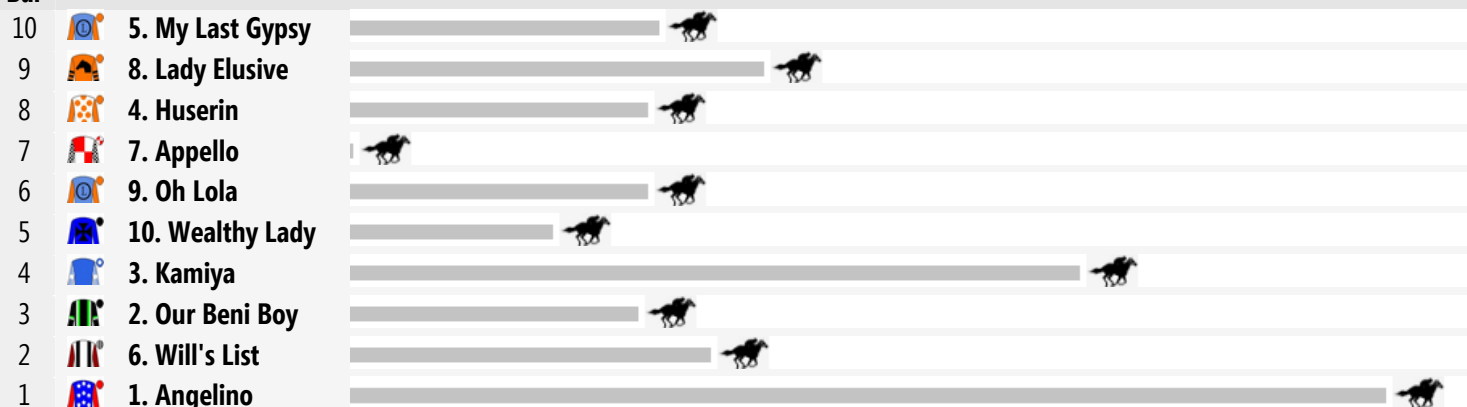 10 5. My Last Gypsy
9 8. Lady Elusive
8 4. Huserin
7 7. Appello
6 9. Oh Lola
5 10. Wealthy Lady
4 3. Kamiya
3 2. Our Beni Boy
2 6. Will's List
1 1. Angelino